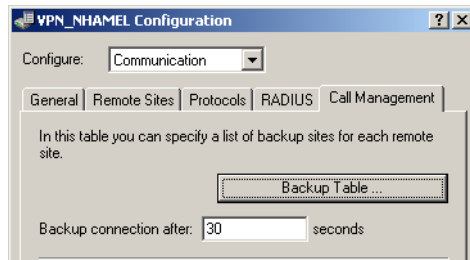 VPN_NHAMEL Configuration
Configure: Communication
General Remote Sites Protocols RADIUS Call Management
In this table you can specify a list of backup sites for each remote
site.
Backup Table ...
Backup connection after: 30 seconds